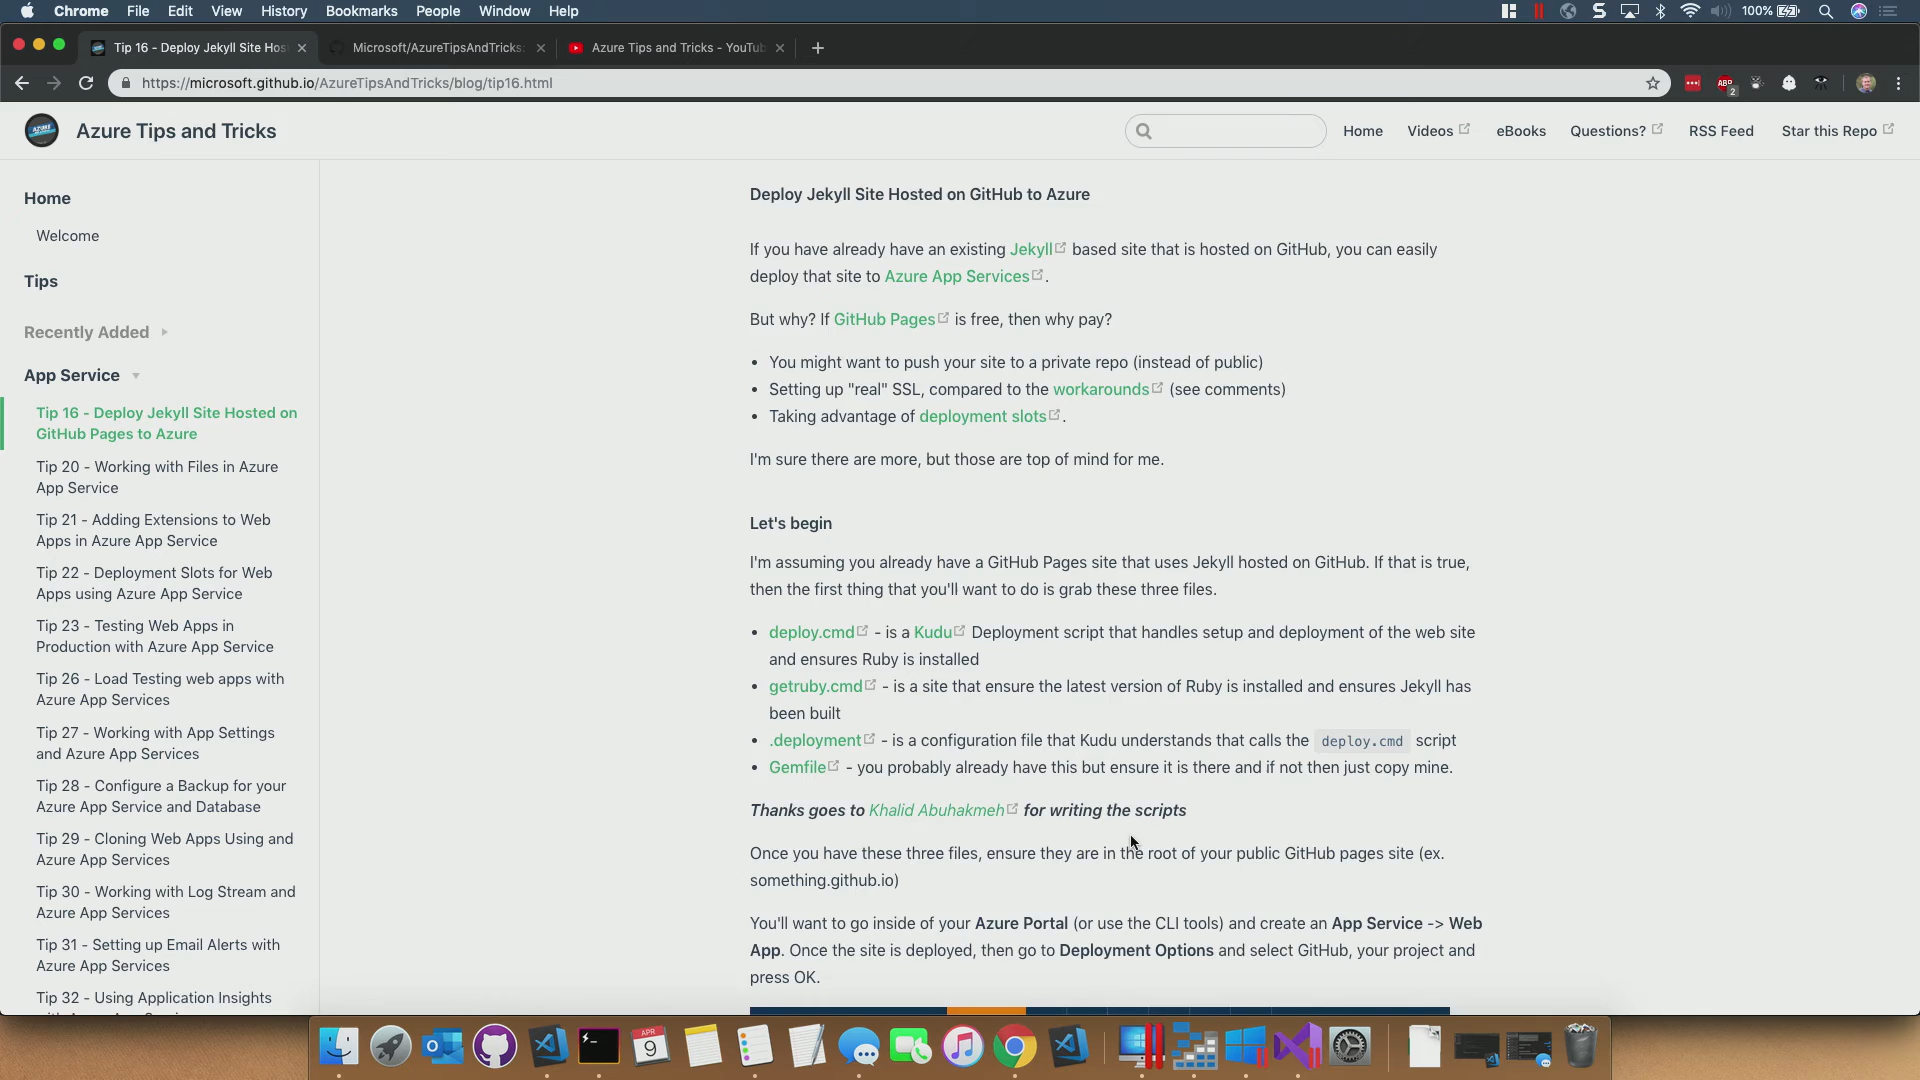 Chrome File Edit View History Bookmarks People Window Help
100%
Tip 16 - Deploy Jekyll Site Hos
Microsoft/AzureTipsAndTricks:
Azure Tips and Tricks - YouTub
https://microsoft.github.io/AzureTipsAndTricks/blog/tip16.html
ABP
2
AZURE
Azure Tips and Tricks
Home Videos eBooks Questions? RSS Feed Star this Repo
Home
Welcome
Tips
Recently Added
App Service
Tip 16 - Deploy Jekyll Site Hosted on
GitHub Pages to Azure
Tip 20 - Working with Files in Azure
App Service
Tip 21 - Adding Extensions to Web
Apps in Azure App Service
Tip 22 - Deployment Slots for Web
Apps using Azure App Service
Tip 23 - Testing Web Apps in
Production with Azure App Service
Tip 26 - Load Testing web apps with
Azure App Services
Tip 27 - Working with App Settings
and Azure App Services
Tip 28 - Configure a Backup for your
Azure App Service and Database
Tip 29 - Cloning Web Apps Using and
Azure App Services
Tip 30 - Working with Log Stream and
Azure App Services
Tip 31 - Setting up Email Alerts with
Azure App Services
Tip 32 - Using Application Insights
Deploy Jekyll Site Hosted on GitHub to Azure
If you have already have an existing Jekyll based site that is hosted on GitHub, you can easily
deploy that site to Azure App Services.
But why? If GitHub Pages is free, then why pay?
• You might want to push your site to a private repo (instead of public)
• Setting up "real" SSL, compared to the workarounds (see comments)
• Taking advantage of deployment slots.
I'm sure there are more, but those are top of mind for me.
Let's begin
I'm assuming you already have a GitHub Pages site that uses Jekyll hosted on GitHub. If that is true,
then the first thing that you'll want to do is grab these three files.
• deploy.cmd - is a Kudu Deployment script that handles setup and deployment of the web site
and ensures Ruby is installed
• getruby.cmd - is a site that ensure the latest version of Ruby is installed and ensures Jekyll has
been built
• .deployment - is a configuration file that Kudu understands that calls the deploy.cmd script
• Gemfile - you probably already have this but ensure it is there and if not then just copy mine.
Thanks goes to Khalid Abuhakmeh for writing the scripts
Once you have these three files, ensure they are in the root of your public GitHub pages site (ex.
something.github.io)
You'll want to go inside of your Azure Portal (or use the CLI tools) and create an App Service -> Web
App. Once the site is deployed, then go to Deployment Options and select GitHub, your project and
press OK.
APR
9